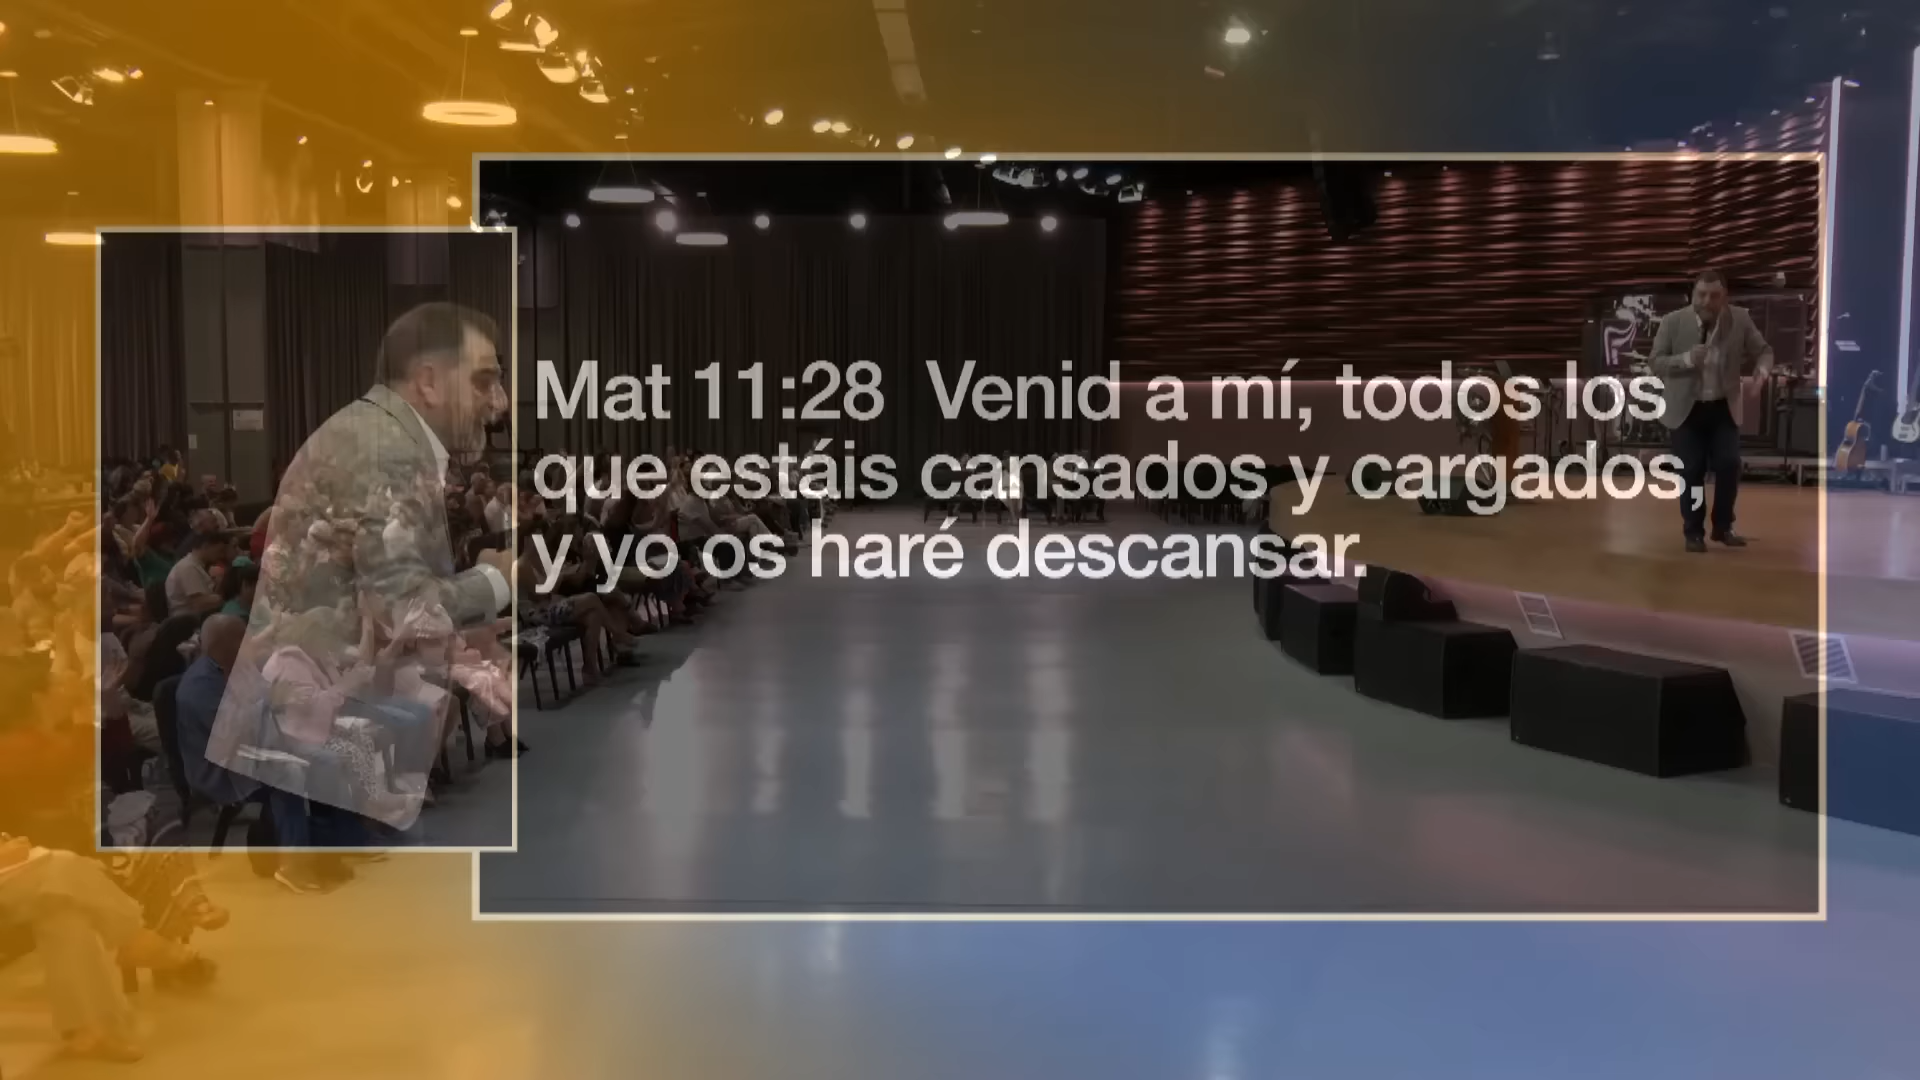 Mat 11:28  Venid a mí, todos los
que estáis cansados y cargados,
y yo os haré descansar.